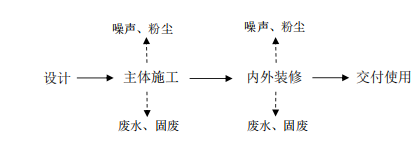 噪声、粉尘 噪声、粉尘
设计 主体施工 内外装修 交付使用
废水、固废 废水、固废